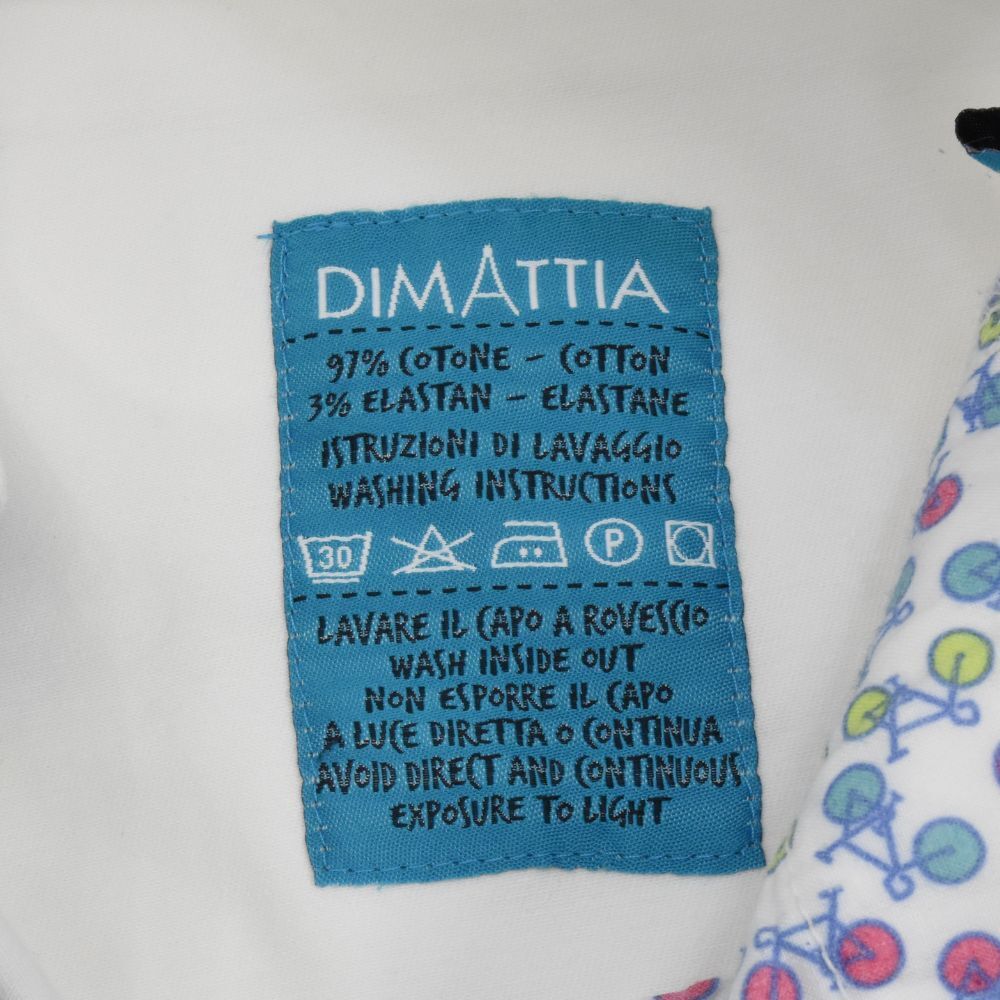 DIMATTIA
97% COTONE - COTTON
3% ELASTAN - ELASTANE
ISTRUZIONI DI LAVAGGIO
WASHING INSTRUCTIONS
30 P
LAVARE IL CAPO A ROVESCIO
WASH INSIDE OUT
NON ESPORRE IL CAPO
A LUCE DIRETTA O CONTINUA
AVOID DIRECT AND CONTINUOUS
EXPOSURE TO LIGHT